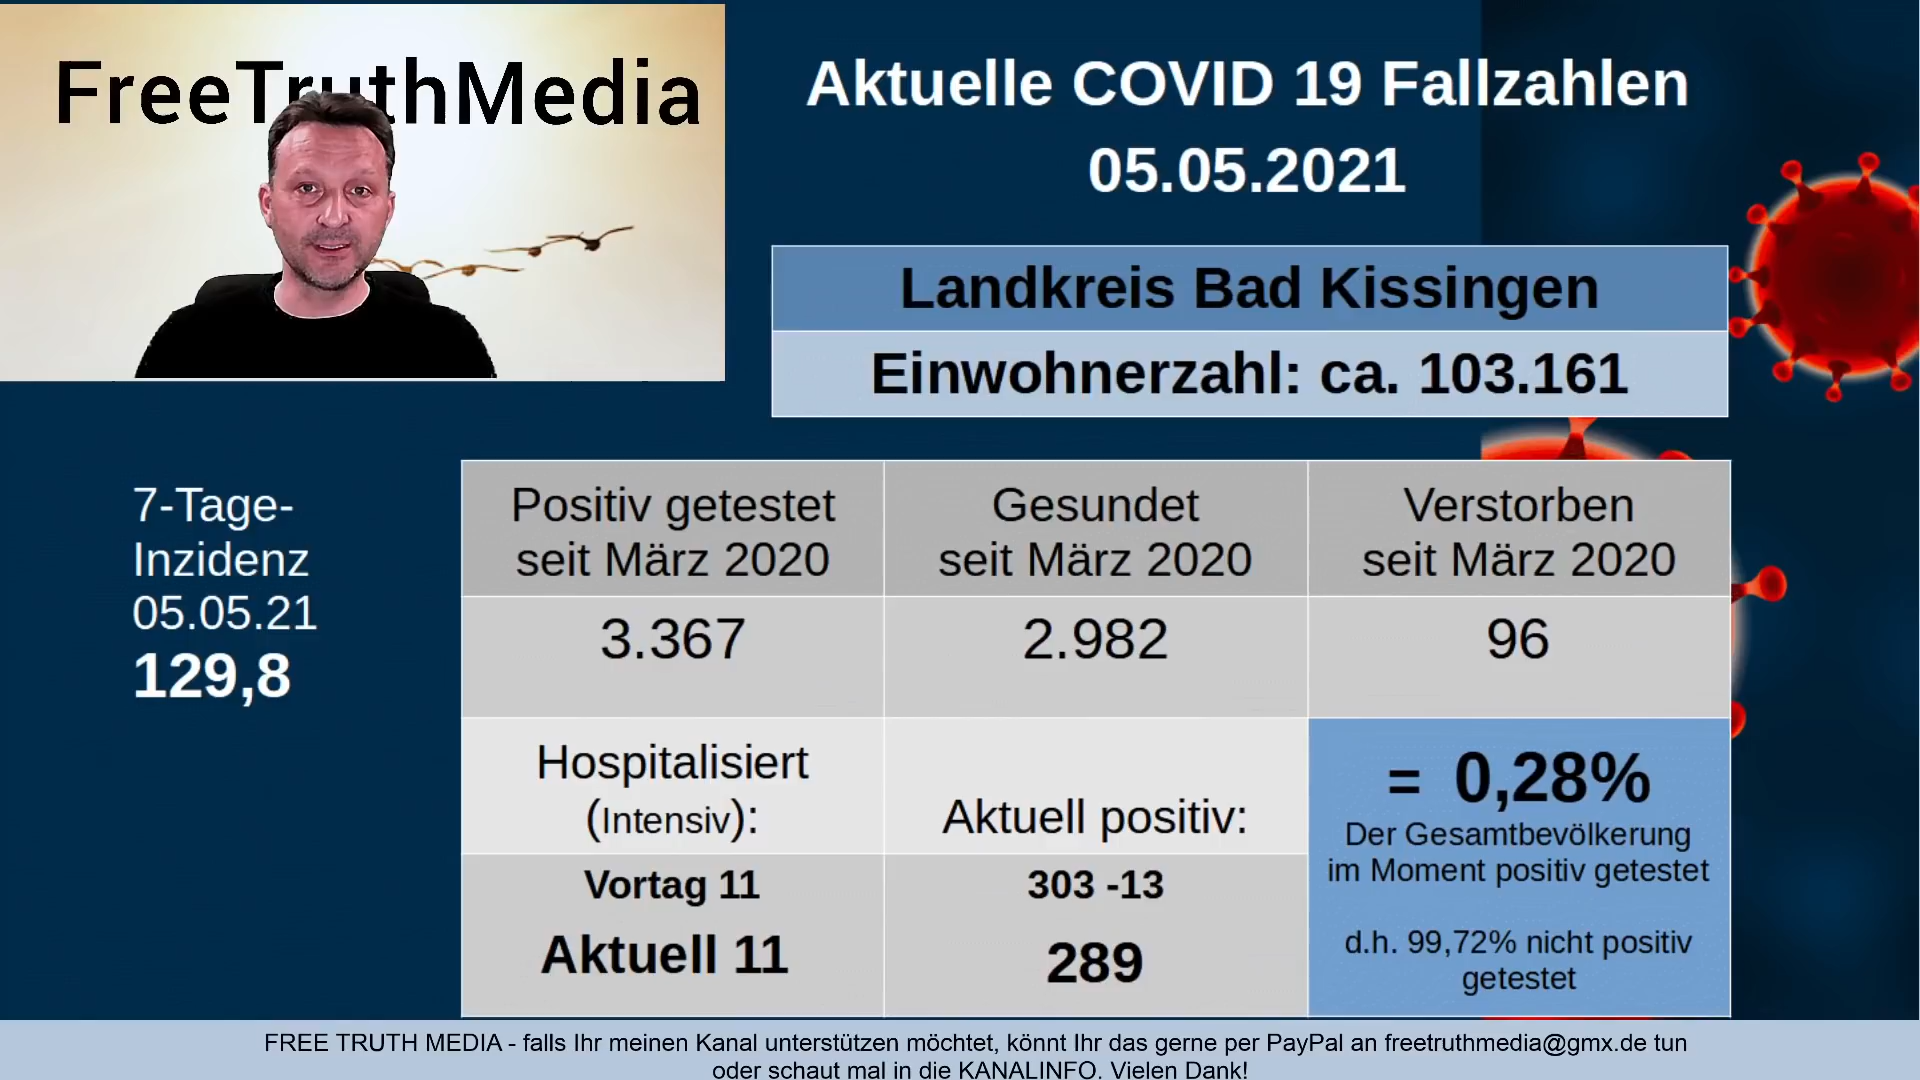 FreeTruthMedia
Aktuelle COVID 19 Fallzahlen
05.05.2021
Landkreis Bad Kissingen
Einwohnerzahl: ca. 103.161
7-Tage-
Inzidenz
05.05.21
129,8
Positiv getestet
seit März 2020
Gesundet
seit März 2020
Verstorben
seit März 2020
3.367
2.982
96
Hospitalisiert
(Intensiv):
Aktuell positiv:
= 0,28%
Der Gesamtbevölkerung
im Moment positiv getestet
d.h. 99,72% nicht positiv
getestet
Vortag 11
303 -13
Aktuell 11
289
FREE TRUTH MEDIA - falls Ihr meinen Kanal unterstützen möchtet, könnt Ihr das gerne per PayPal an freetruthmedia@gmx.de tun
oder schaut mal in die KANALINFO. Vielen Dank!